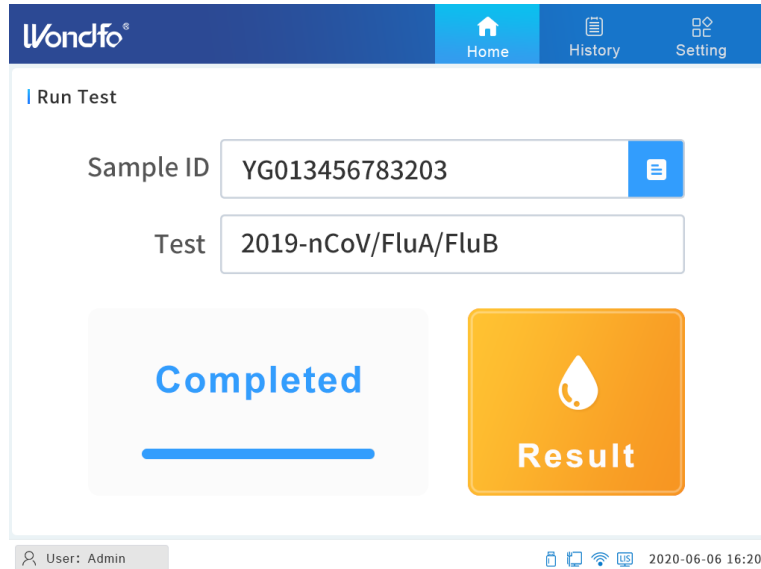 Wondfo®
Home
History
Setting
Run Test
Sample ID
YG013456783203
Test
2019-nCoV/FluA/FluB
Completed
Result
User: Admin
LIS
2020-06-06 16:20